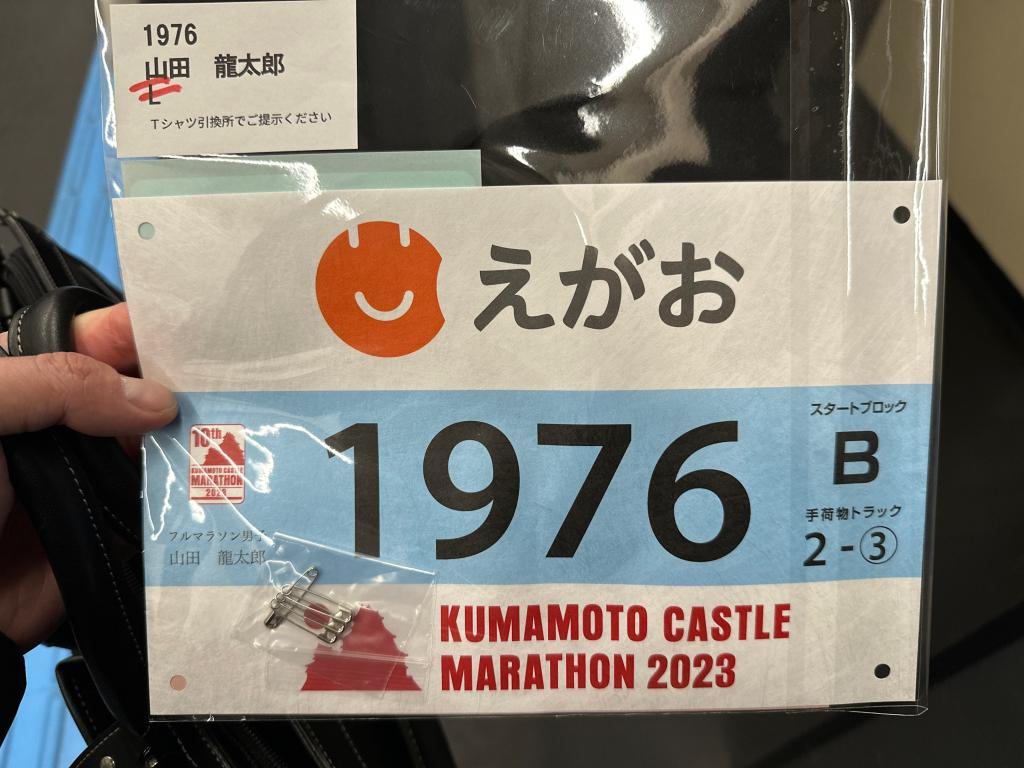 1976
山田 龍太郎
L
Tシャツ引換所でご提示ください
えがお
10th
KUMAMOTO CASTLE
MARATHON
2023
フルマラソン男子
山田 龍太郎
1976
スタートブロック
B
手荷物トラック
2-③
KUMAMOTO CASTLE
MARATHON 2023